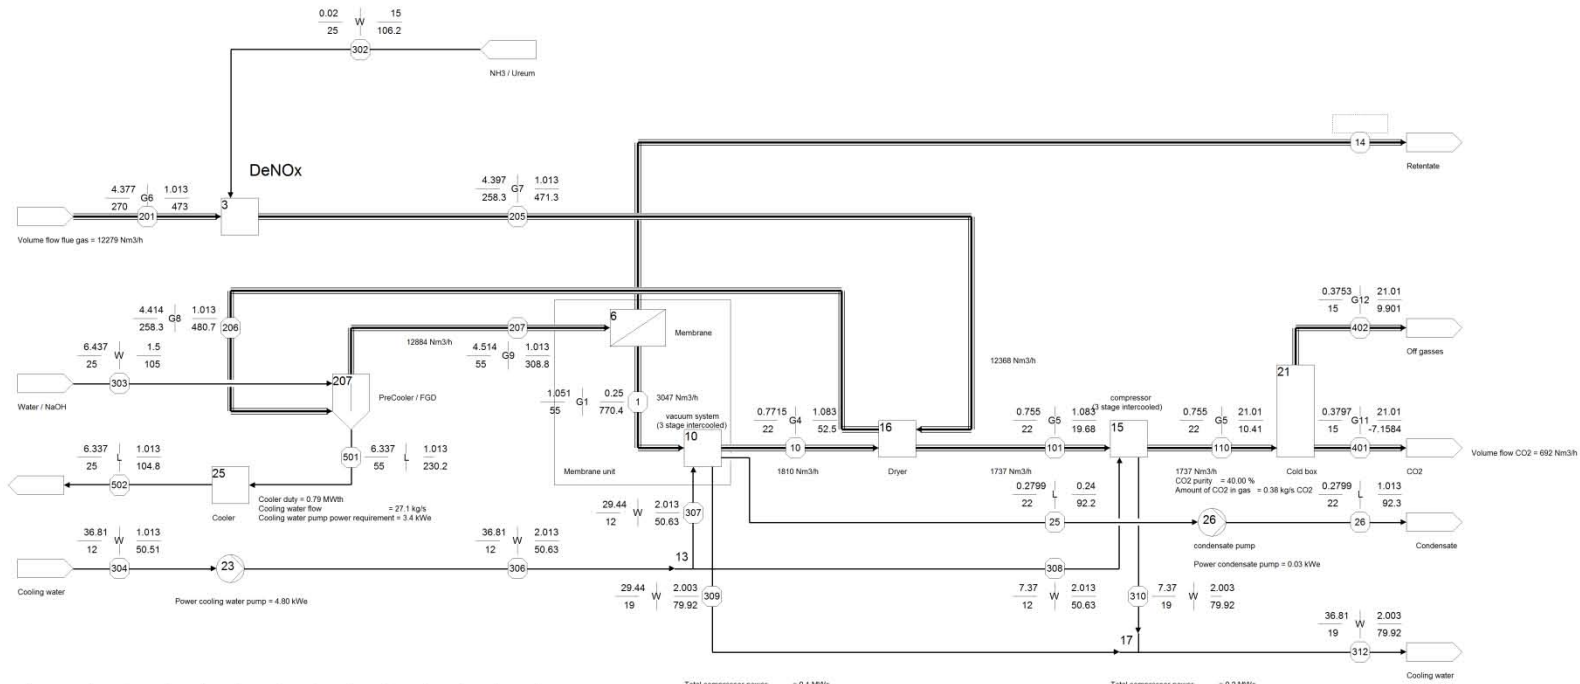 0.02 W 15
25 106.2
302
NH3 / Ureum
14
Retentate
DeNOx
4.377 G6 1.013
270 473
201
3
4.397 G7 1.013
258.3 471.3
205
Volume flow flue gas = 12279 Nm3/h
4.414 G8 1.013
258.3 480.7
206
6
Membrane
207
12884 Nm3/h
4.514 G9 1.013
55 308.8
12368 Nm3/h
0.3753 G12 21.01
15 9.901
402
Off gasses
6.437 W 1.5
25 105
303
Water / NaOH
207
PreCooler / FGD
1.051 G1 0.25
55 770.4
1
3047 Nm3/h
vacuum system
(3 stage intercooled)
10
Membrane unit
0.7715 G4 1.083
22 52.5
10
1810 Nm3/h
16
Dryer
0.755 G5 1.083
22 19.68
101
1737 Nm3/h
compressor
(3 stage intercooled)
15
0.755 G5 21.01
22 10.41
110
1737 Nm3/h
CO2 purity = 40.00 %
Amount of CO2 in gas = 0.38 kg/s CO2
21
Cold box
0.3797 G11 21.01
15 -7.1584
401
CO2
Volume flow CO2 = 692 Nm3/h
6.337 L 1.013
25 104.8
502
25
Cooler
501
6.337 L 1.013
55 230.2
Cooler duty = 0.79 MWth
Cooling water flow = 27.1 kg/s
Cooling water pump power requirement = 3.4 kWe
29.44 W 2.013
12 50.63
307
0.2799 L 0.24
22 92.2
25
26
condensate pump
Power condensate pump = 0.03 kWe
0.2799 L 1.013
22 92.3
26
Condensate
36.81 W 1.013
12 50.51
304
Cooling water
23
Power cooling water pump = 4.80 kWe
36.81 W 2.013
12 50.63
306
13
308
29.44 W 2.003
19 79.92
309
7.37 W 2.013
12 50.63
310
7.37 W 2.003
19 79.92
17
36.81 W 2.003
19 79.92
312
Cooling water